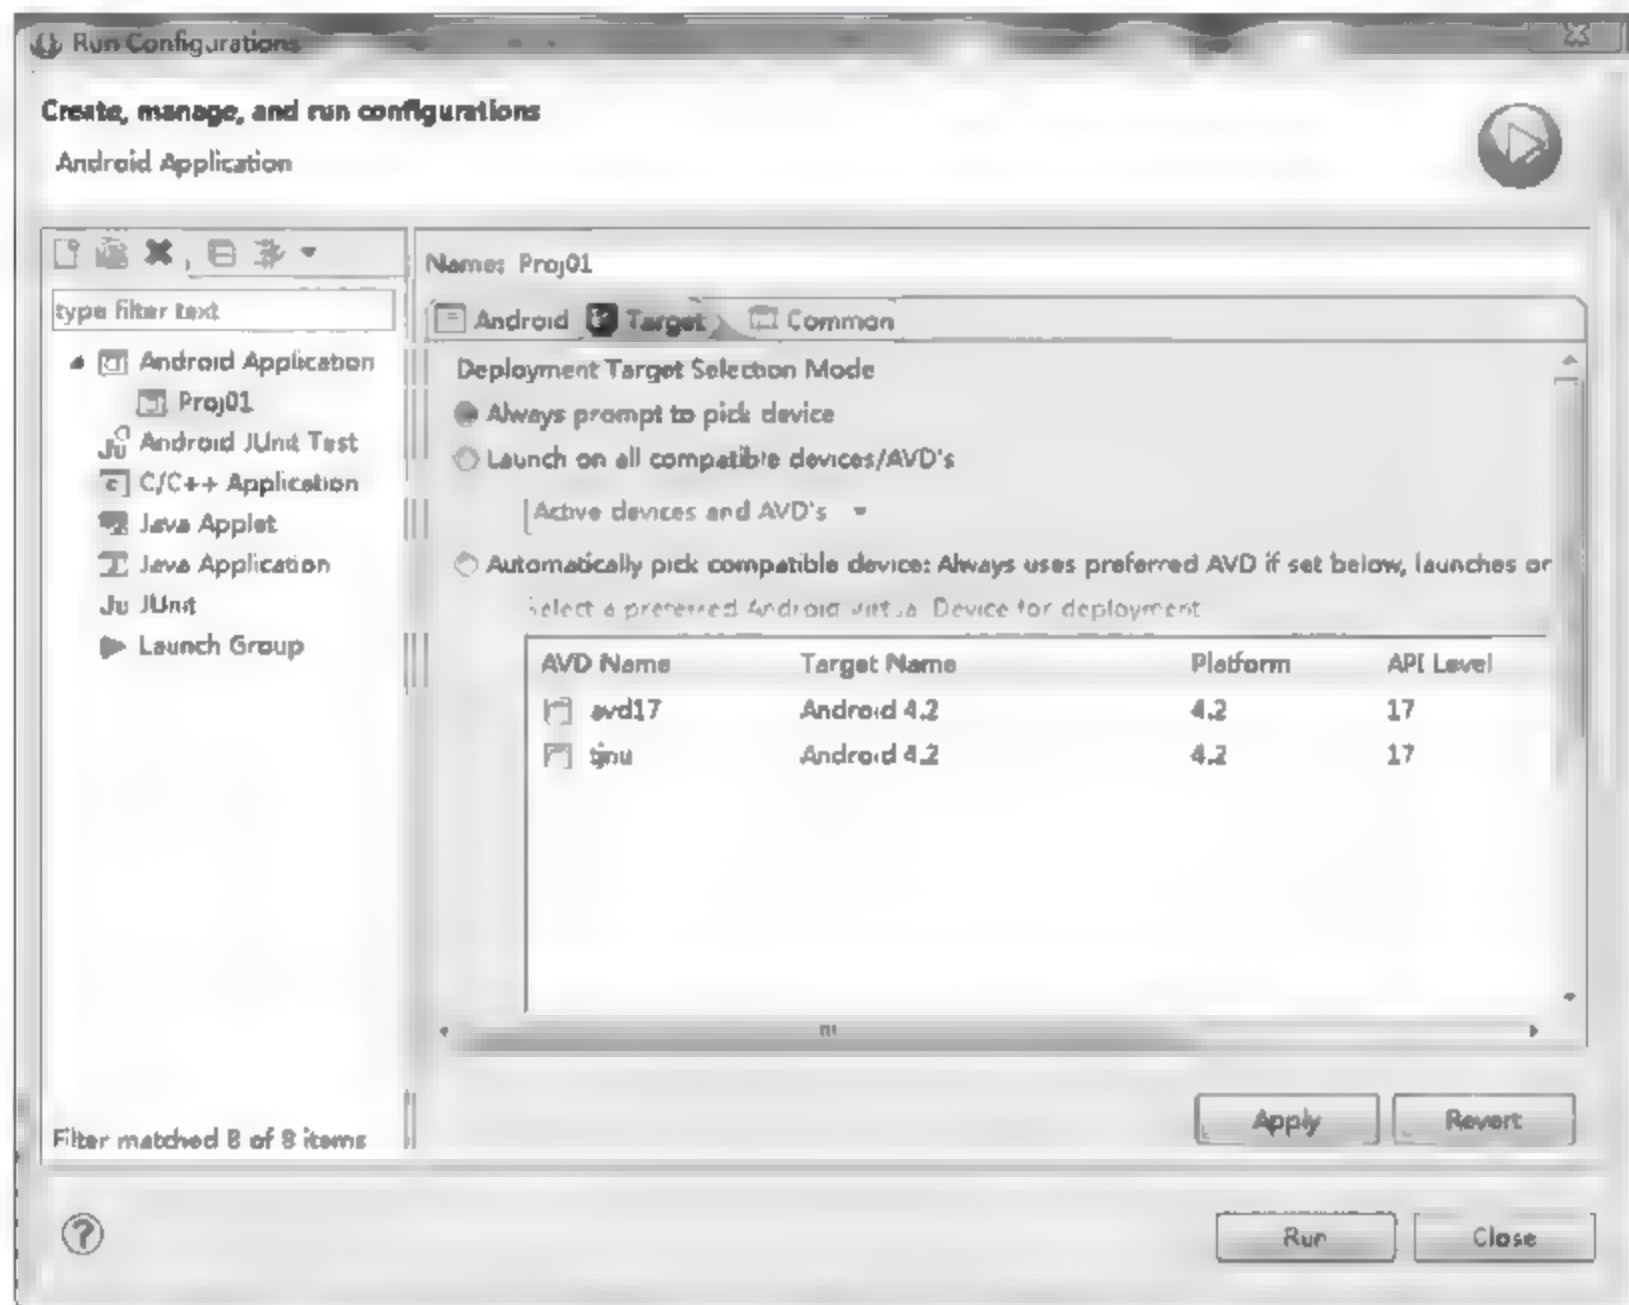 Run Configurations
Create, manage, and run configurations
Android Application
type filter text
Android Application
Proj01
Android JUnit Test
C/C++ Application
Java Applet
Java Application
Ju JUnit
Launch Group
Filter matched 8 of 8 items
Name: Proj01
Android Target Common
Deployment Target Selection Mode
Always prompt to pick device
Launch on all compatible devices/AVD's
Active devices and AVD's
Automatically pick compatible device: Always uses preferred AVD if set below, launches or
Select a preferred Android Virtual Device for deployment
AVD Name Target Name Platform API Level
avd17 Android 4.2 4.2 17
Android 4.2 4.2 17
Apply Revert
Run Close